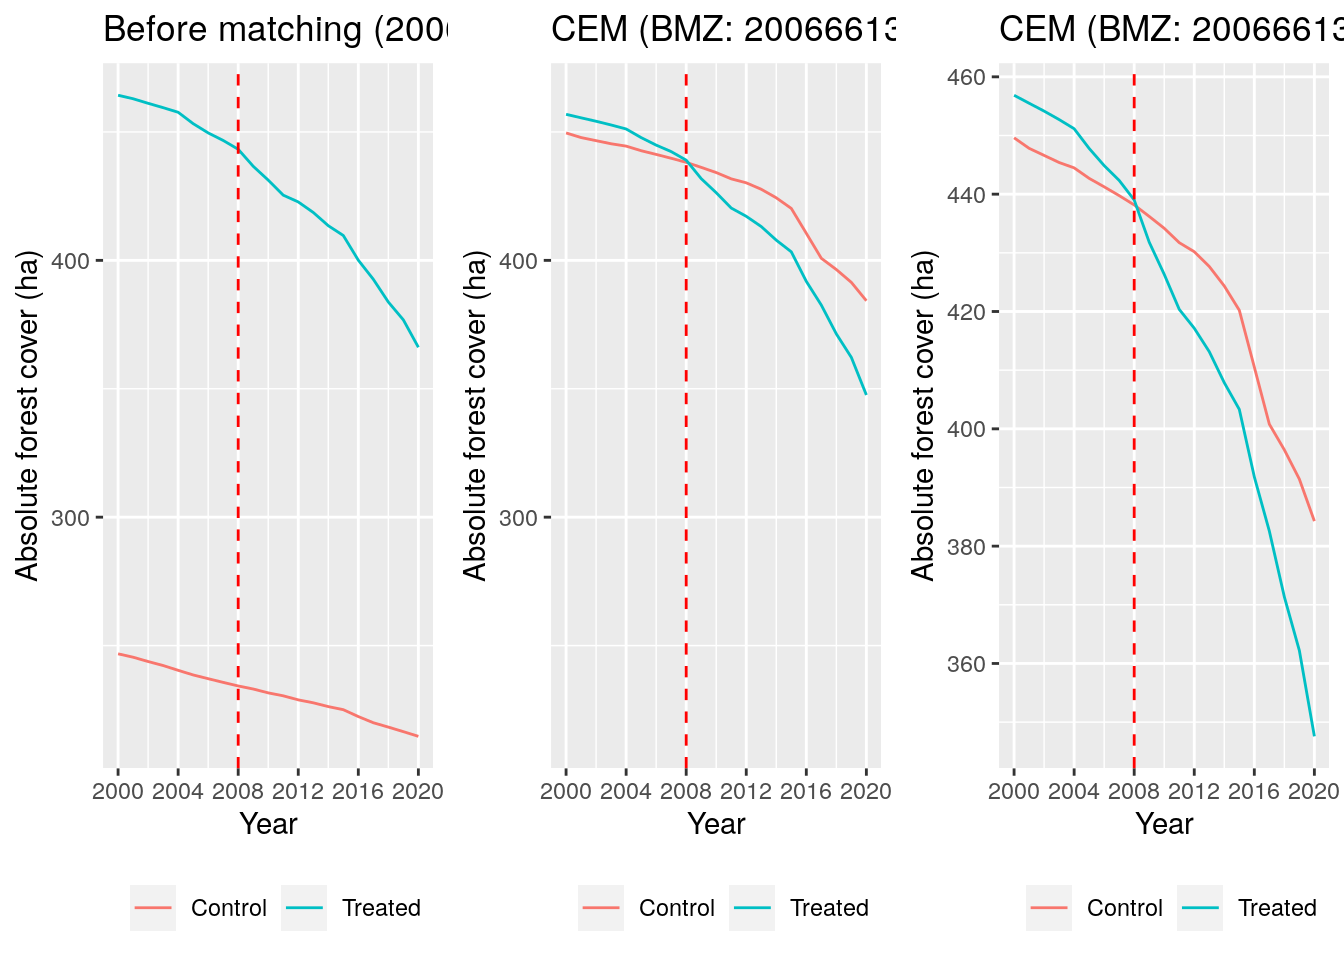 Before matching (200
CEM (BMZ: 20066613
CEM (BMZ: 20066613
Absolute forest cover (ha)
400
300
2000 2004 2008 2012 2016 2020
Year
Control Treated
Absolute forest cover (ha)
400
300
2000 2004 2008 2012 2016 2020
Year
Control Treated
Absolute forest cover (ha)
460
440
420
400
380
360
2000 2004 2008 2012 2016 2020
Year
Control Treated